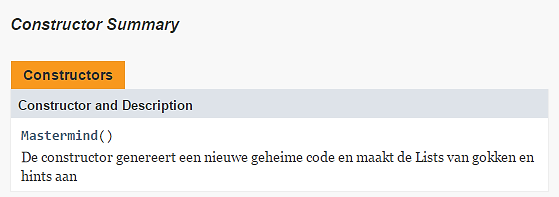 Constructor Summary
Constructors
Constructor and Description
Mastermind()
De constructor genereert een nieuwe geheime code en maakt de Lists van gokken en
hints aan